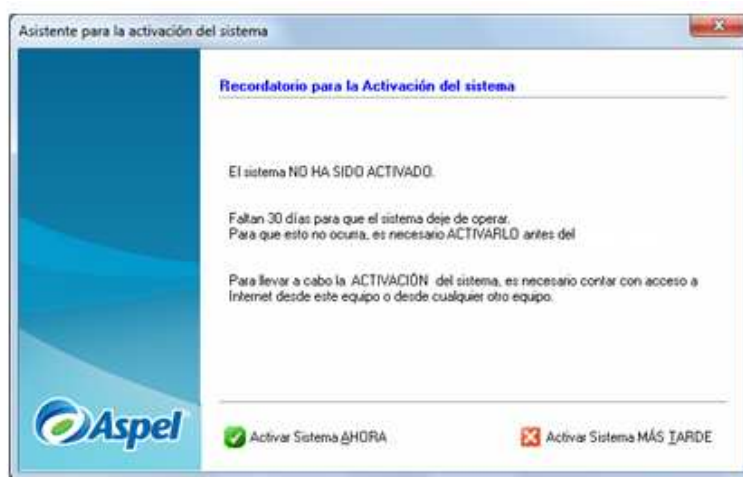 Asistente para la activación del sistema
Recordatorio para la Activación del sistema
El sistema NO HA SIDO ACTIVADO.
Faltan 30 días para que el sistema deje de operar.
Para que esto no ocurra, es necesario ACTIVARLO antes del
Para llevar a cabo la ACTIVACIÓN del sistema, es necesario contar con acceso a
Internet desde este equipo o desde cualquier otro equipo.
Aspel
Activar Sistema AHORA
Activar Sistema MÁS TARDE